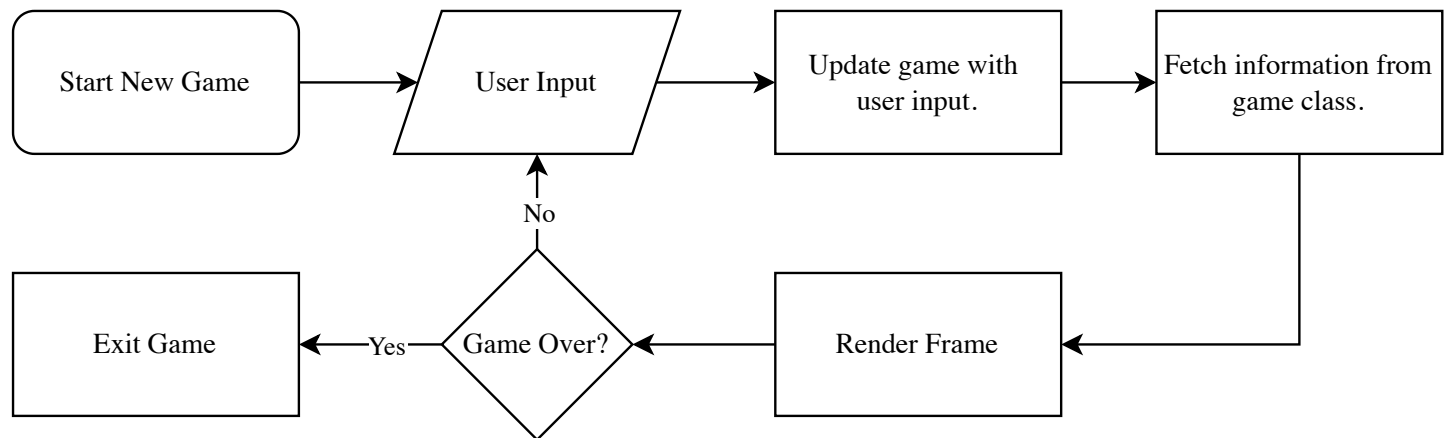 Start New Game
User Input
Update game with
user input.
Fetch information from
game class.
No
Exit Game
Yes
Game Over?
Render Frame